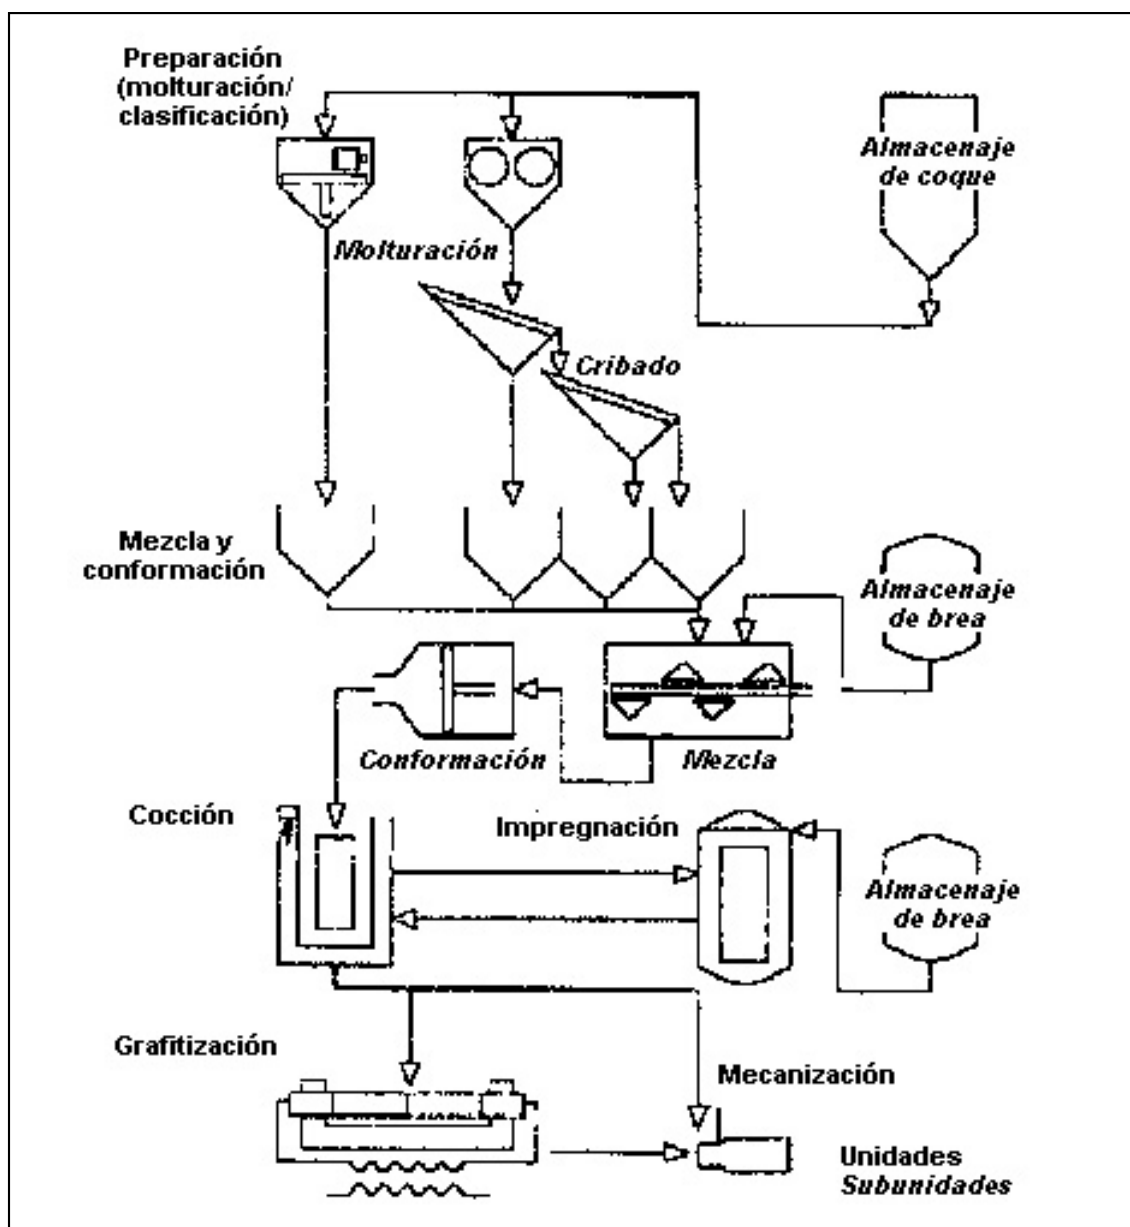 Preparación
(molturación/
clasificación)
Almacenaje
de coque
Molturación
Cribado
Mezcla y
conformación
Almacenaje
de brea
Conformación
Mezcla
Cocción
Impregnación
Almacenaje
de brea
Grafitización
Mecanización
Unidades
Subunidades